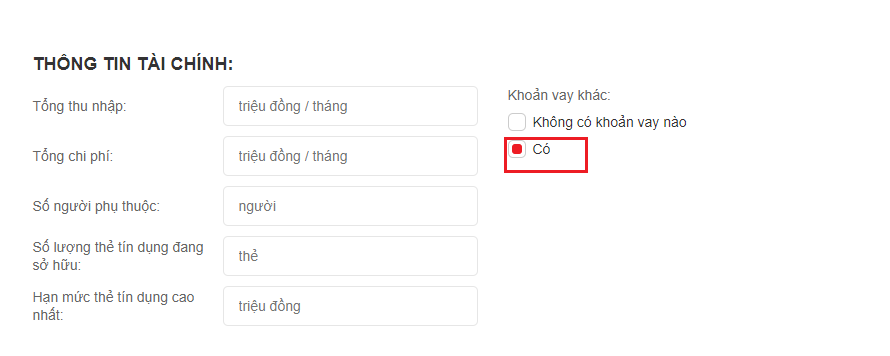 THÔNG TIN TÀI CHÍNH:
Tổng thu nhập:
triệu đồng / tháng
Tổng chi phí:
triệu đồng / tháng
Số người phụ thuộc:
người
Số lượng thẻ tín dụng đang
sở hữu:
thẻ
Hạn mức thẻ tín dụng cao
nhất:
triệu đồng
Khoản vay khác:
Không có khoản vay nào
Có